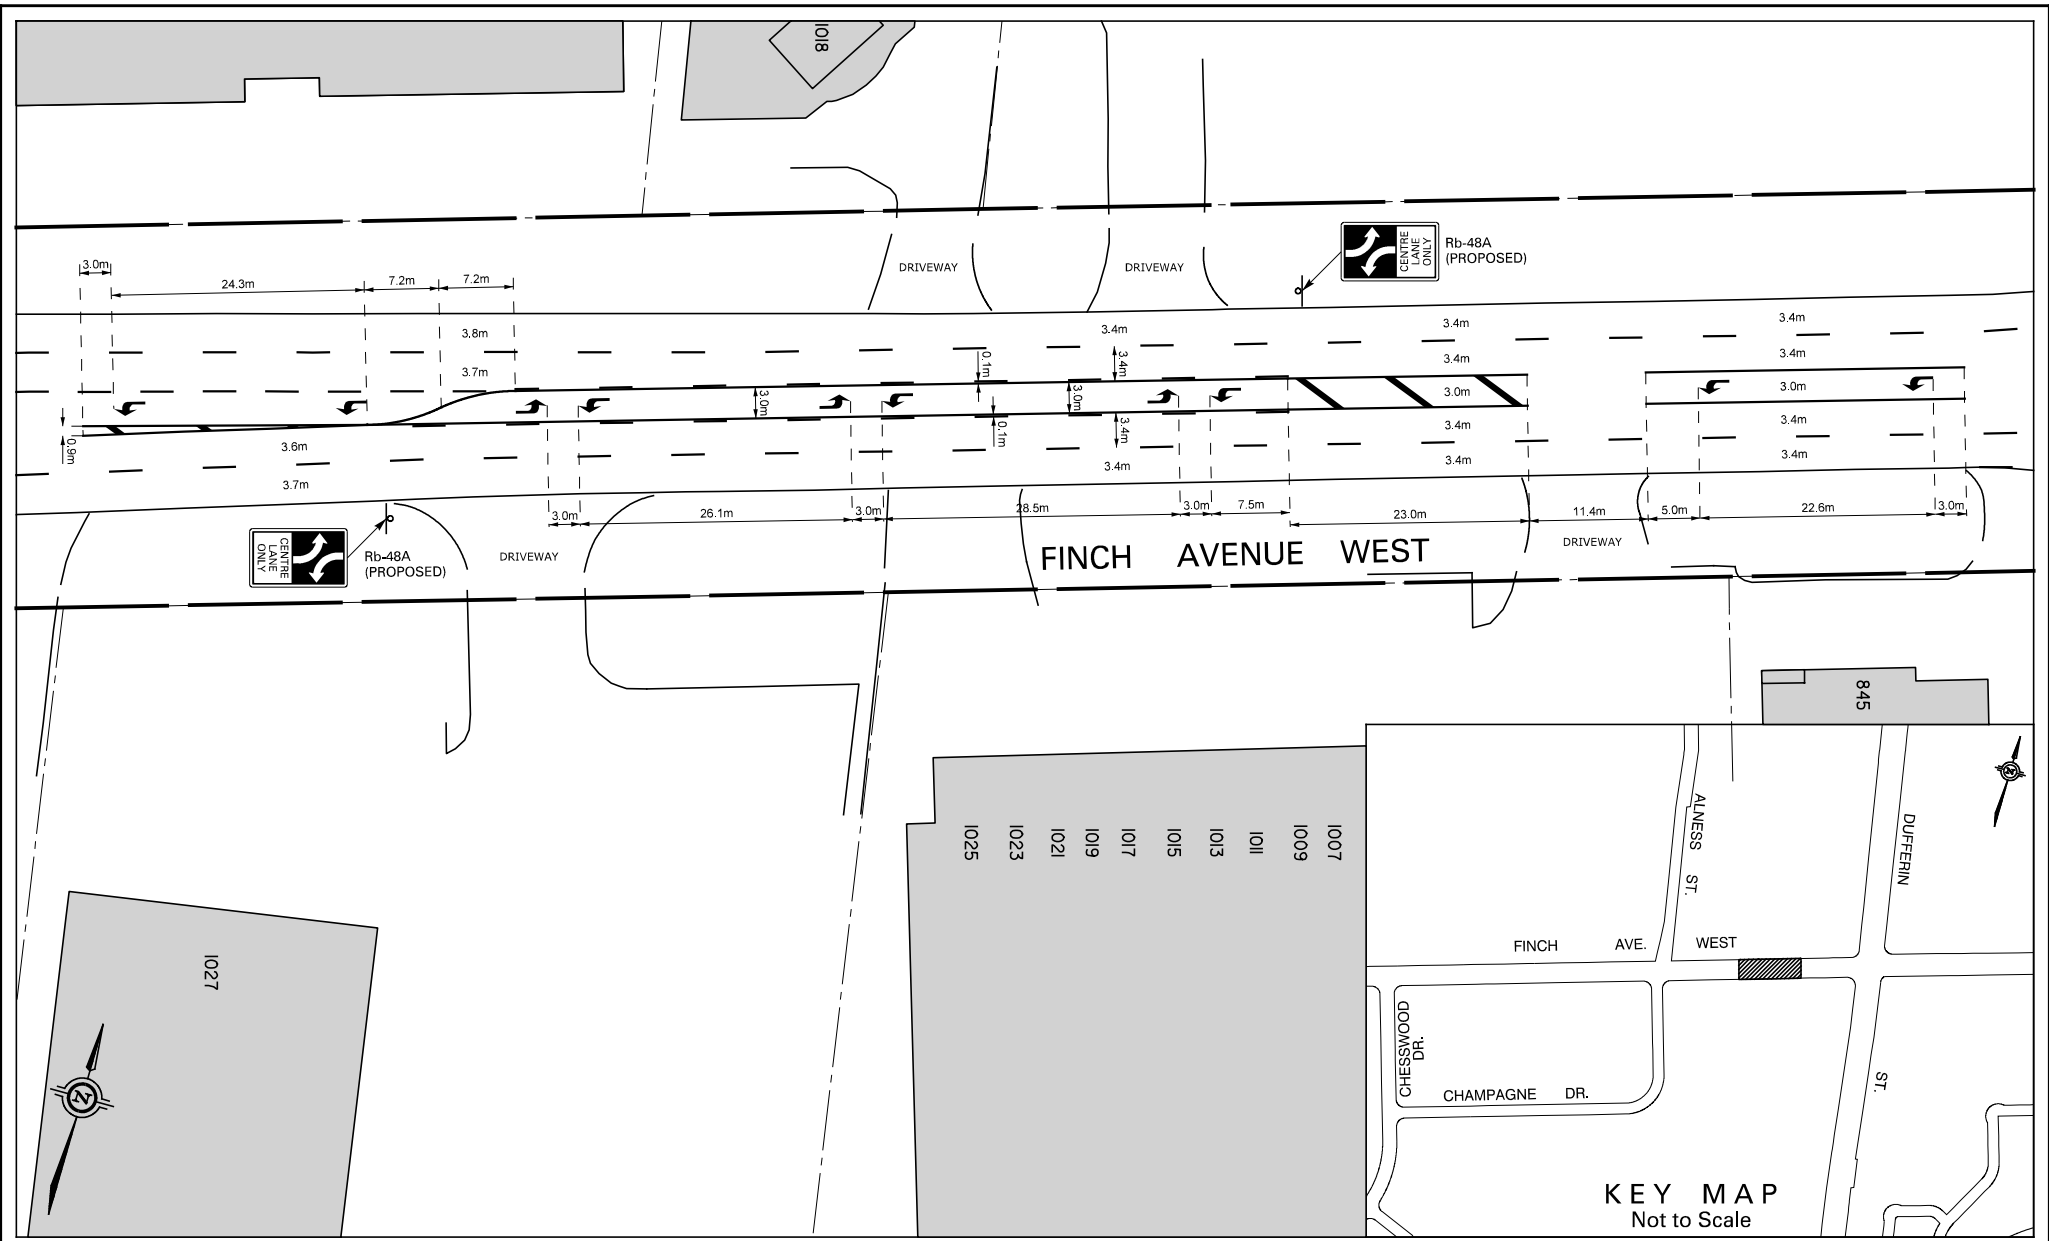 1018
DRIVEWAY
DRIVEWAY
CENTRE
LANE
ONLY
Rb-48A
(PROPOSED)
3.0m
24.3m
7.2m
7.2m
3.8m
3.7m
3.4m
3.4m
3.4m
3.4m
3.4m
0.1m
3.4m
3.0m
3.0m
3.0m
3.0m
0.1m
3.4m
3.4m
3.4m
0.9m
3.6m
3.7m
3.4m
3.4m
3.4m
3.0m
26.1m
3.0m
28.5m
3.0m
7.5m
23.0m
11.4m
5.0m
22.6m
3.0m
CENTRE
LANE
ONLY
Rb-48A
(PROPOSED)
DRIVEWAY
FINCH AVENUE WEST
DRIVEWAY
845
1025
1023
1021
1019
1017
1015
1013
1011
1009
1007
1027
N
N
ALNESS ST.
DUFFERIN ST.
FINCH AVE. WEST
CHESSWOOD
DR.
CHAMPAGNE DR.
KEY MAP
Not to Scale